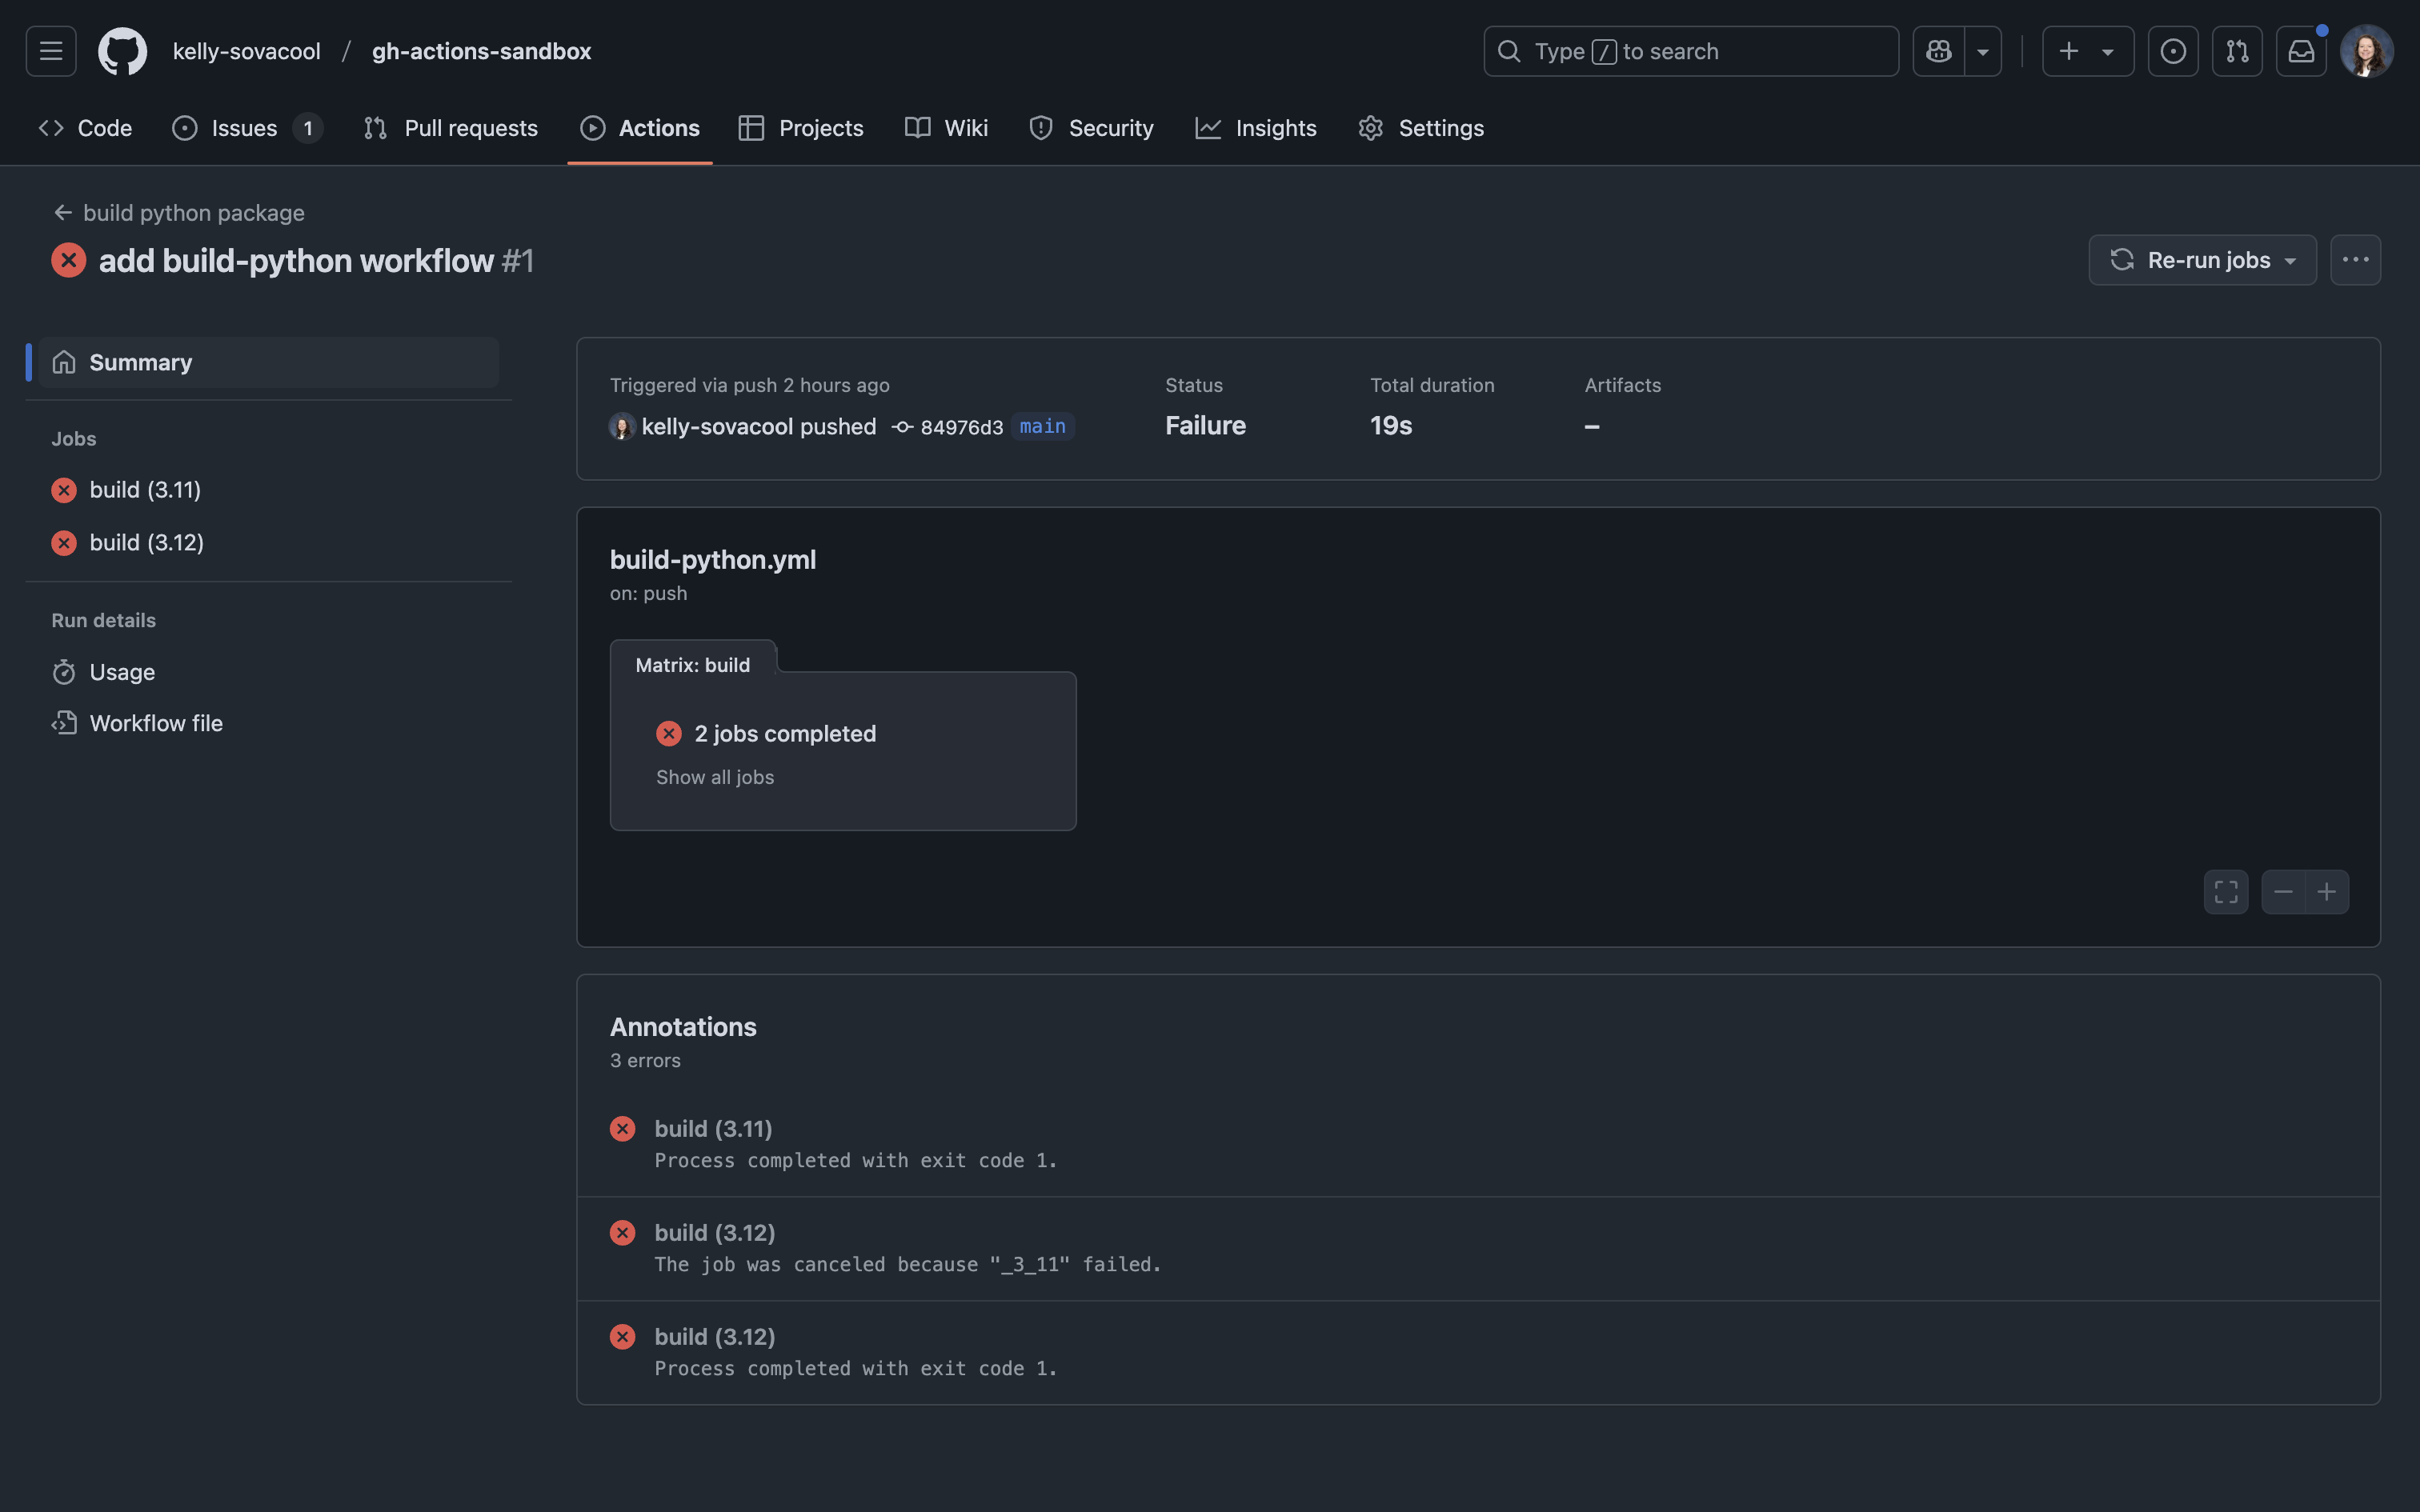 kelly-sovacool / gh-actions-sandbox
Type / to search
Code
Issues 1
Pull requests
Actions
Projects
Wiki
Security
Insights
Settings
build python package
add build-python workflow #1
Re-run jobs
Summary
Jobs
build (3.11)
build (3.12)
Run details
Usage
Workflow file
Triggered via push 2 hours ago
kelly-sovacool pushed 84976d3 main
Status
Failure
Total duration
19s
Artifacts
–
build-python.yml
on: push
Matrix: build
2 jobs completed
Show all jobs
Annotations
3 errors
build (3.11)
Process completed with exit code 1.
build (3.12)
The job was canceled because "_3_11" failed.
build (3.12)
Process completed with exit code 1.